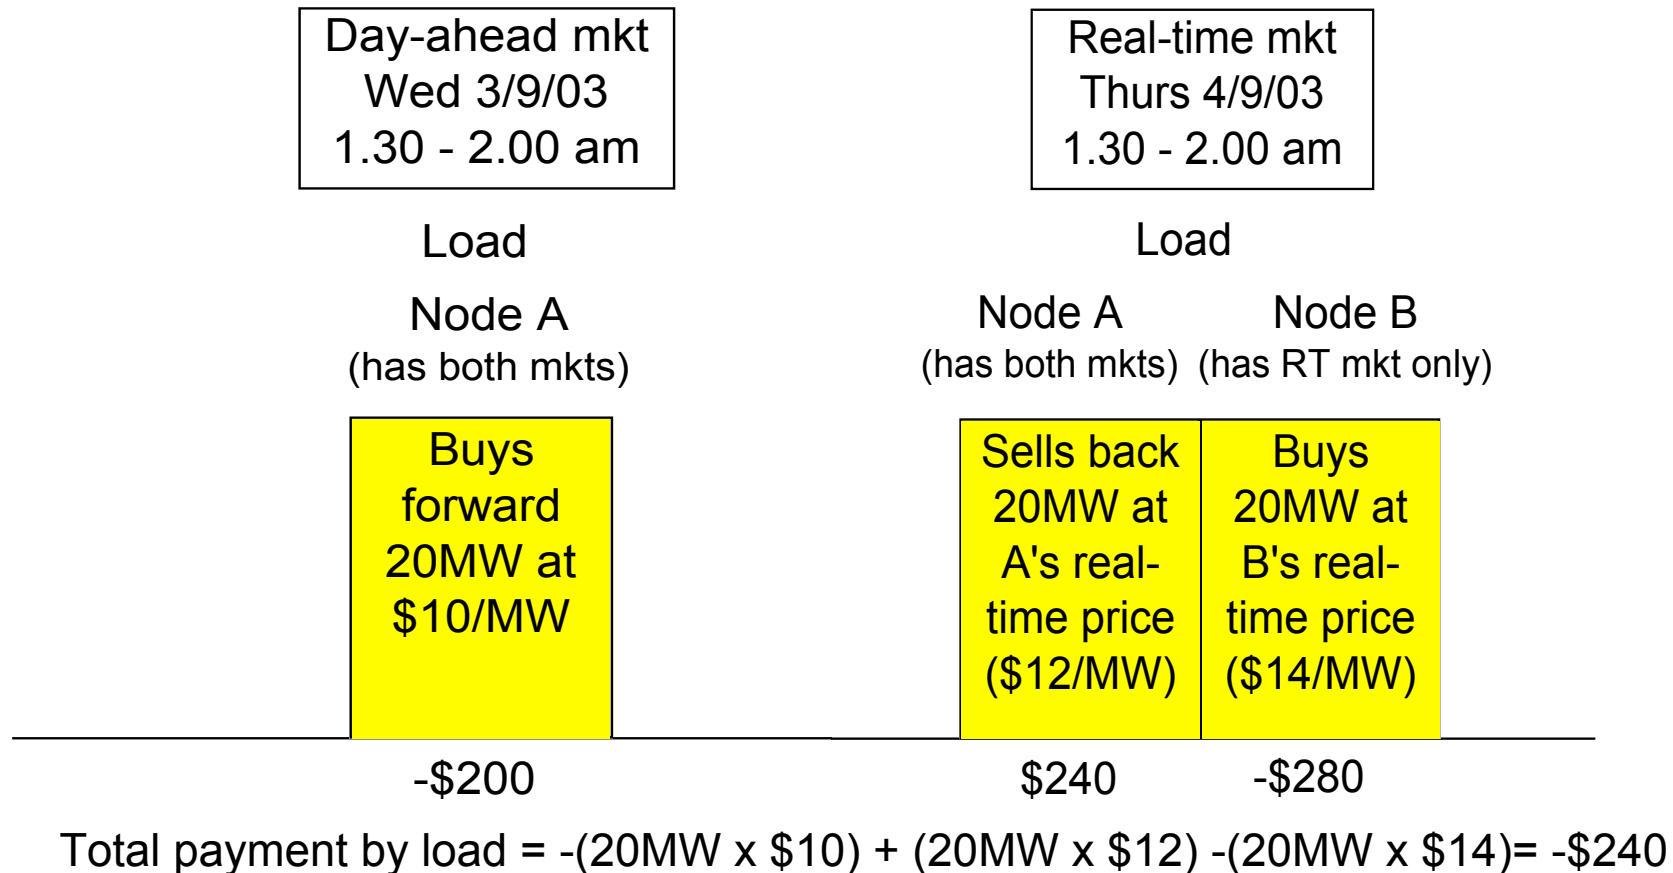 Day-ahead mkt
Wed 3/9/03
1.30 - 2.00 am
Real-time mkt
Thurs 4/9/03
1.30 - 2.00 am
Load
Load
Node A
(has both mkts)
Node A
(has both mkts)
Node B
(has RT mkt only)
Buys
forward
20MW at
$10/MW
Sells back
20MW at
A's real-
time price
($12/MW)
Buys
20MW at
B's real-
time price
($14/MW)
-$200
$240
-$280
Total payment by load = -(20MW x $10) + (20MW x $12) -(20MW x $14)= -$240